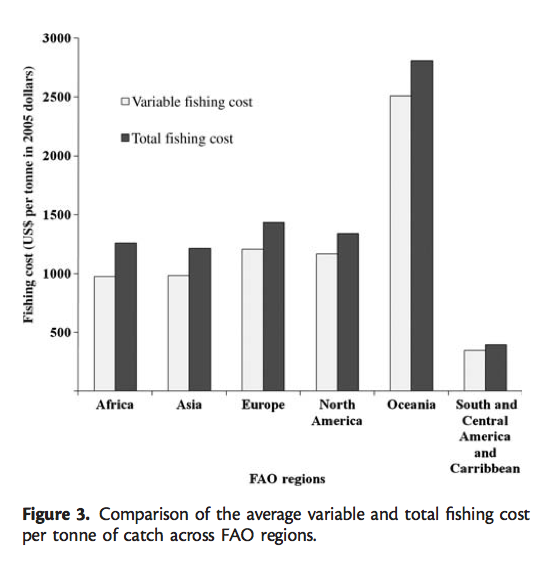 3000
2500
2000
1500
1000
500
Fishing cost (US$ per tonne in 2005 dollars)
Variable fishing cost
Total fishing cost
Africa
Asia
Europe
North
America
Oceania
South and
Central
America
and
Carribbean
FAO regions
Figure 3. Comparison of the average variable and total fishing cost
per tonne of catch across FAO regions.